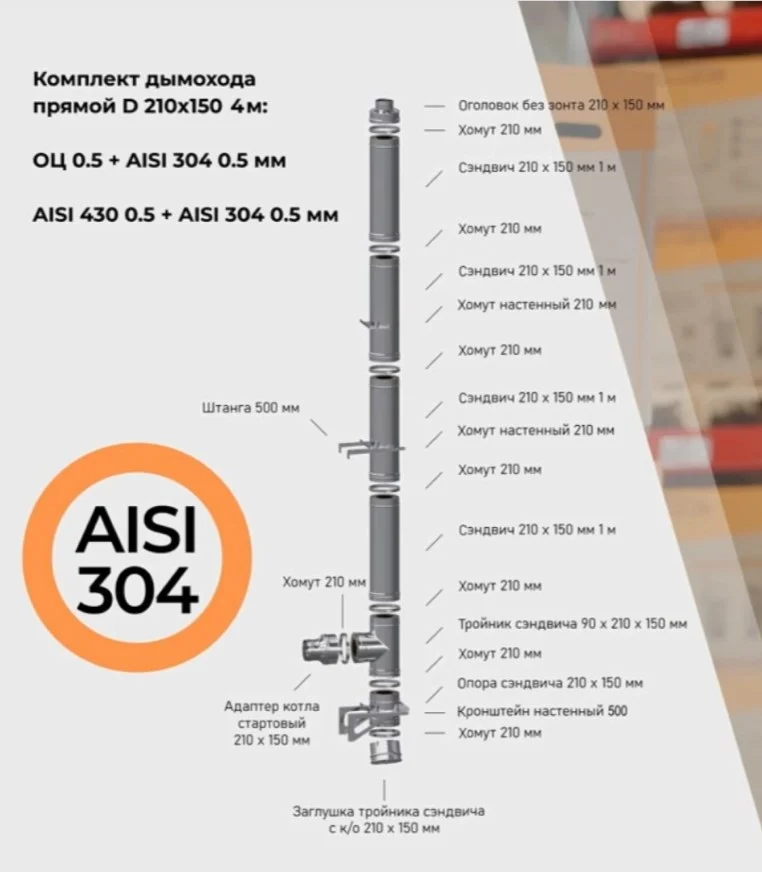 Комплект дымохода
прямой D 210x150 4м:
ОЦ 0.5 + AISI 304 0.5 мм
AISI 430 0.5 + AISI 304 0.5 мм
Оголовок без зонта 210 х 150 мм
Хомут 210 мм
Сэндвич 210 х 150 мм 1 м
Хомут 210 мм
Сэндвич 210 х 150 мм 1 м
Хомут настенный 210 мм
Хомут 210 мм
Сэндвич 210 х 150 мм 1 м
Штанга 500 мм
Хомут настенный 210 мм
Хомут 210 мм
AISI
304
Сэндвич 210 х 150 мм 1 м
Хомут 210 мм
Хомут 210 мм
Тройник сэндвича 90 х 210 х 150 мм
Хомут 210 мм
Опора сэндвича 210 х 150 мм
Адаптер котла
стартовый
210 х 150 мм
Кронштейн настенный 500
Хомут 210 мм
Заглушка тройника сэндвича
с к/о 210 х 150 мм